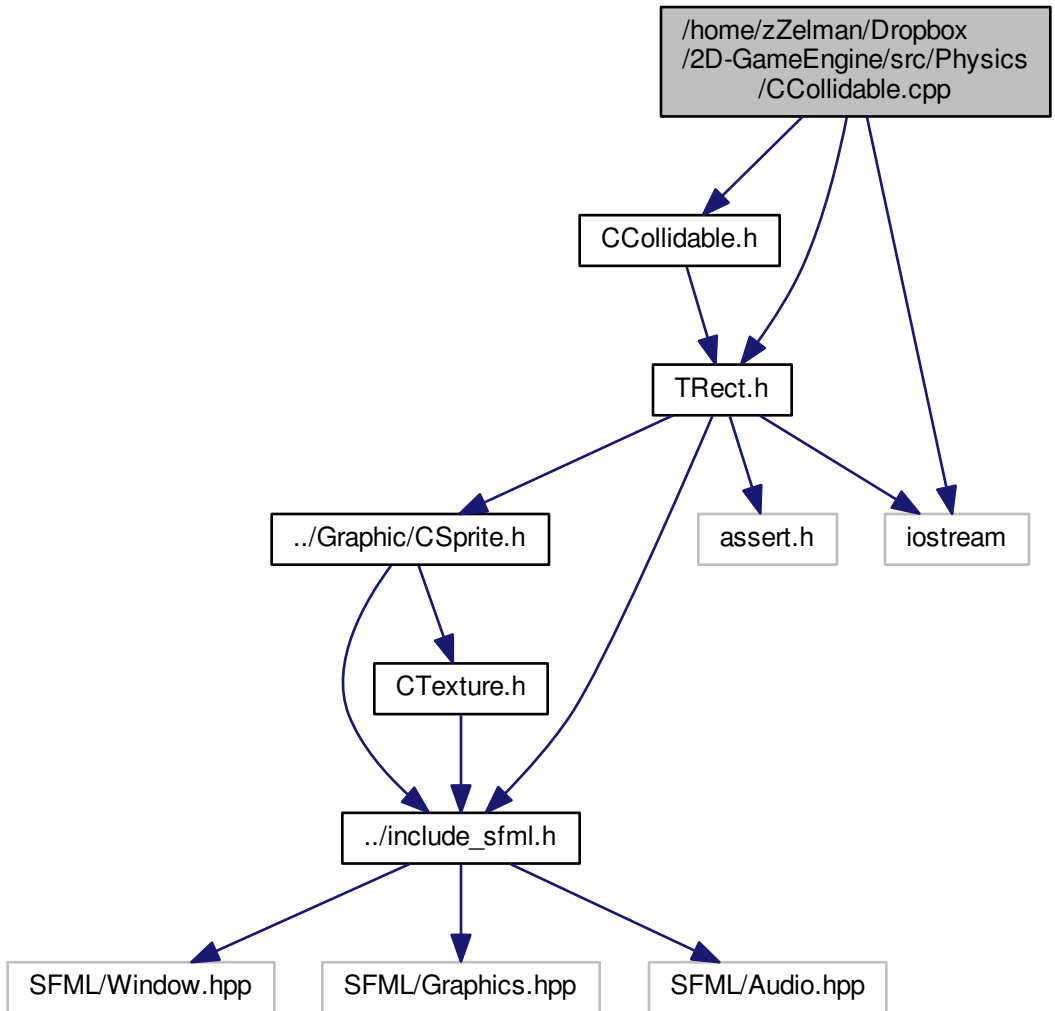 /home/zZelman/Dropbox
/2D-GameEngine/src/Physics
/CCollidable.cpp
CCollidable.h
TRect.h
../Graphic/CSprite.h
assert.h
iostream
CTexture.h
../include_sfml.h
SFML/Window.hpp
SFML/Graphics.hpp
SFML/Audio.hpp